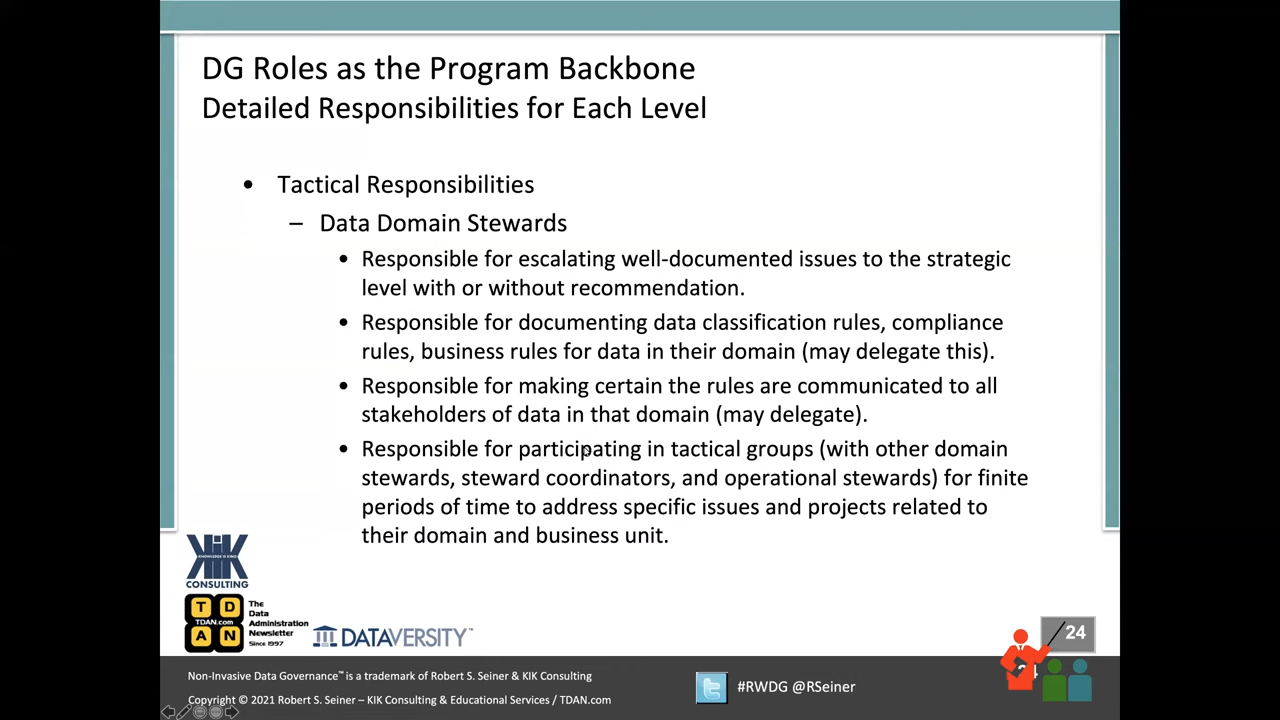 DG Roles as the Program Backbone
Detailed Responsibilities for Each Level
• Tactical Responsibilities
– Data Domain Stewards
• Responsible for escalating well-documented issues to the strategic
level with or without recommendation.
• Responsible for documenting data classification rules, compliance
rules, business rules for data in their domain (may delegate this).
• Responsible for making certain the rules are communicated to all
stakeholders of data in that domain (may delegate).
• Responsible for participating in tactical groups (with other domain
stewards, steward coordinators, and operational stewards) for finite
periods of time to address specific issues and projects related to
their domain and business unit.
KIK
KNOWLEDGE IS KING
CONSULTING
T D
TDAN.com
A N
The
Data
Administration
Newsletter
Since 1997
DATAVERSITY™
24
Non-Invasive Data Governance™ is a trademark of Robert S. Seiner & KIK Consulting
Copyright © 2021 Robert S. Seiner – KIK Consulting & Educational Services / TDAN.com
#RWDG @RSeiner